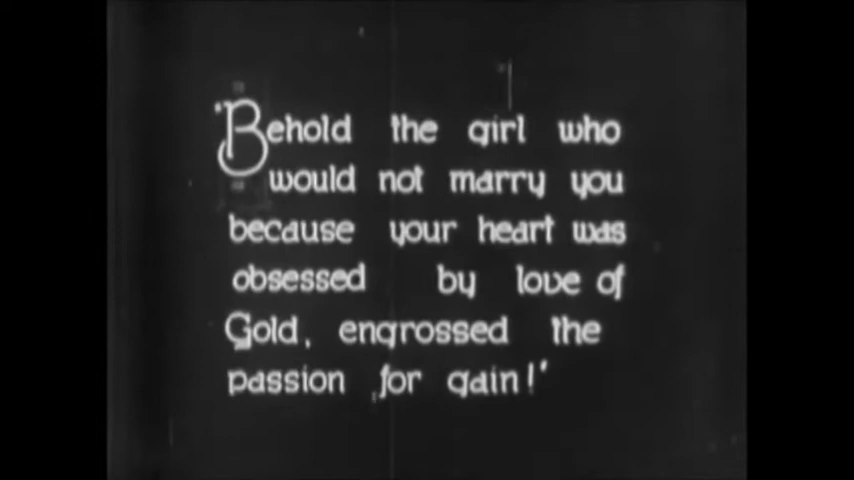 'Behold the girl who
would not marry you
because your heart was
obsessed by love of
Gold, engrossed the
passion for gain!'